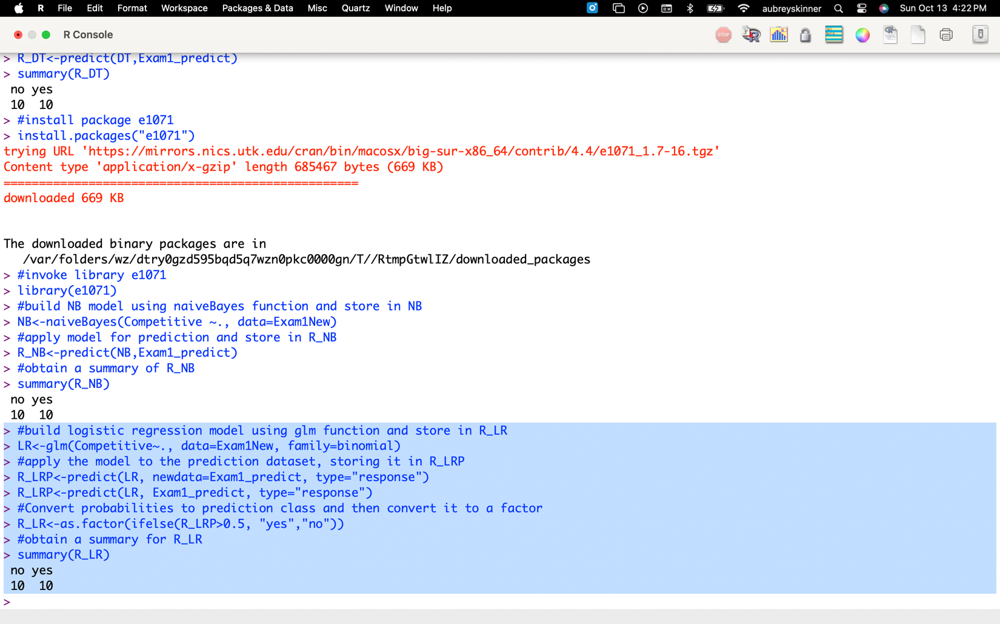 R File Edit Format Workspace Packages & Data Misc Quartz Window Help aubreyskinner Sun Oct 13 4:22 PM
R Console STOP
> R_DT<-predict(DT,Exam1_predict)
> summary(R_DT)
 no yes
 10  10
> #install package e1071
> install.packages("e1071")
trying URL 'https://mirrors.nics.utk.edu/cran/bin/macosx/big-sur-x86_64/contrib/4.4/e1071_1.7-16.tgz'
Content type 'application/x-gzip' length 685467 bytes (669 KB)
==================================================
downloaded 669 KB
The downloaded binary packages are in
/var/folders/wz/dtry0gzd595bqd5q7wzn0pkc0000gn/T//RtmpGtwlIZ/downloaded_packages
> #invoke library e1071
> library(e1071)
> #build NB model using naiveBayes function and store in NB
> NB<-naiveBayes(Competitive ~., data=Exam1New)
> #apply model for prediction and store in R_NB
> R_NB<-predict(NB,Exam1_predict)
> #obtain a summary of R_NB
> summary(R_NB)
 no yes
 10  10
> #build logistic regression model using glm function and store in R_LR
> LR<-glm(Competitive~., data=Exam1New, family=binomial)
> #apply the model to the prediction dataset, storing it in R_LRP
> R_LRP<-predict(LR, newdata=Exam1_predict, type="response")
> R_LRP<-predict(LR, Exam1_predict, type="response")
> #Convert probabilities to prediction class and then convert it to a factor
> R_LR<-as.factor(ifelse(R_LRP>0.5, "yes","no"))
> #obtain a summary for R_LR
> summary(R_LR)
 no yes
 10  10
>